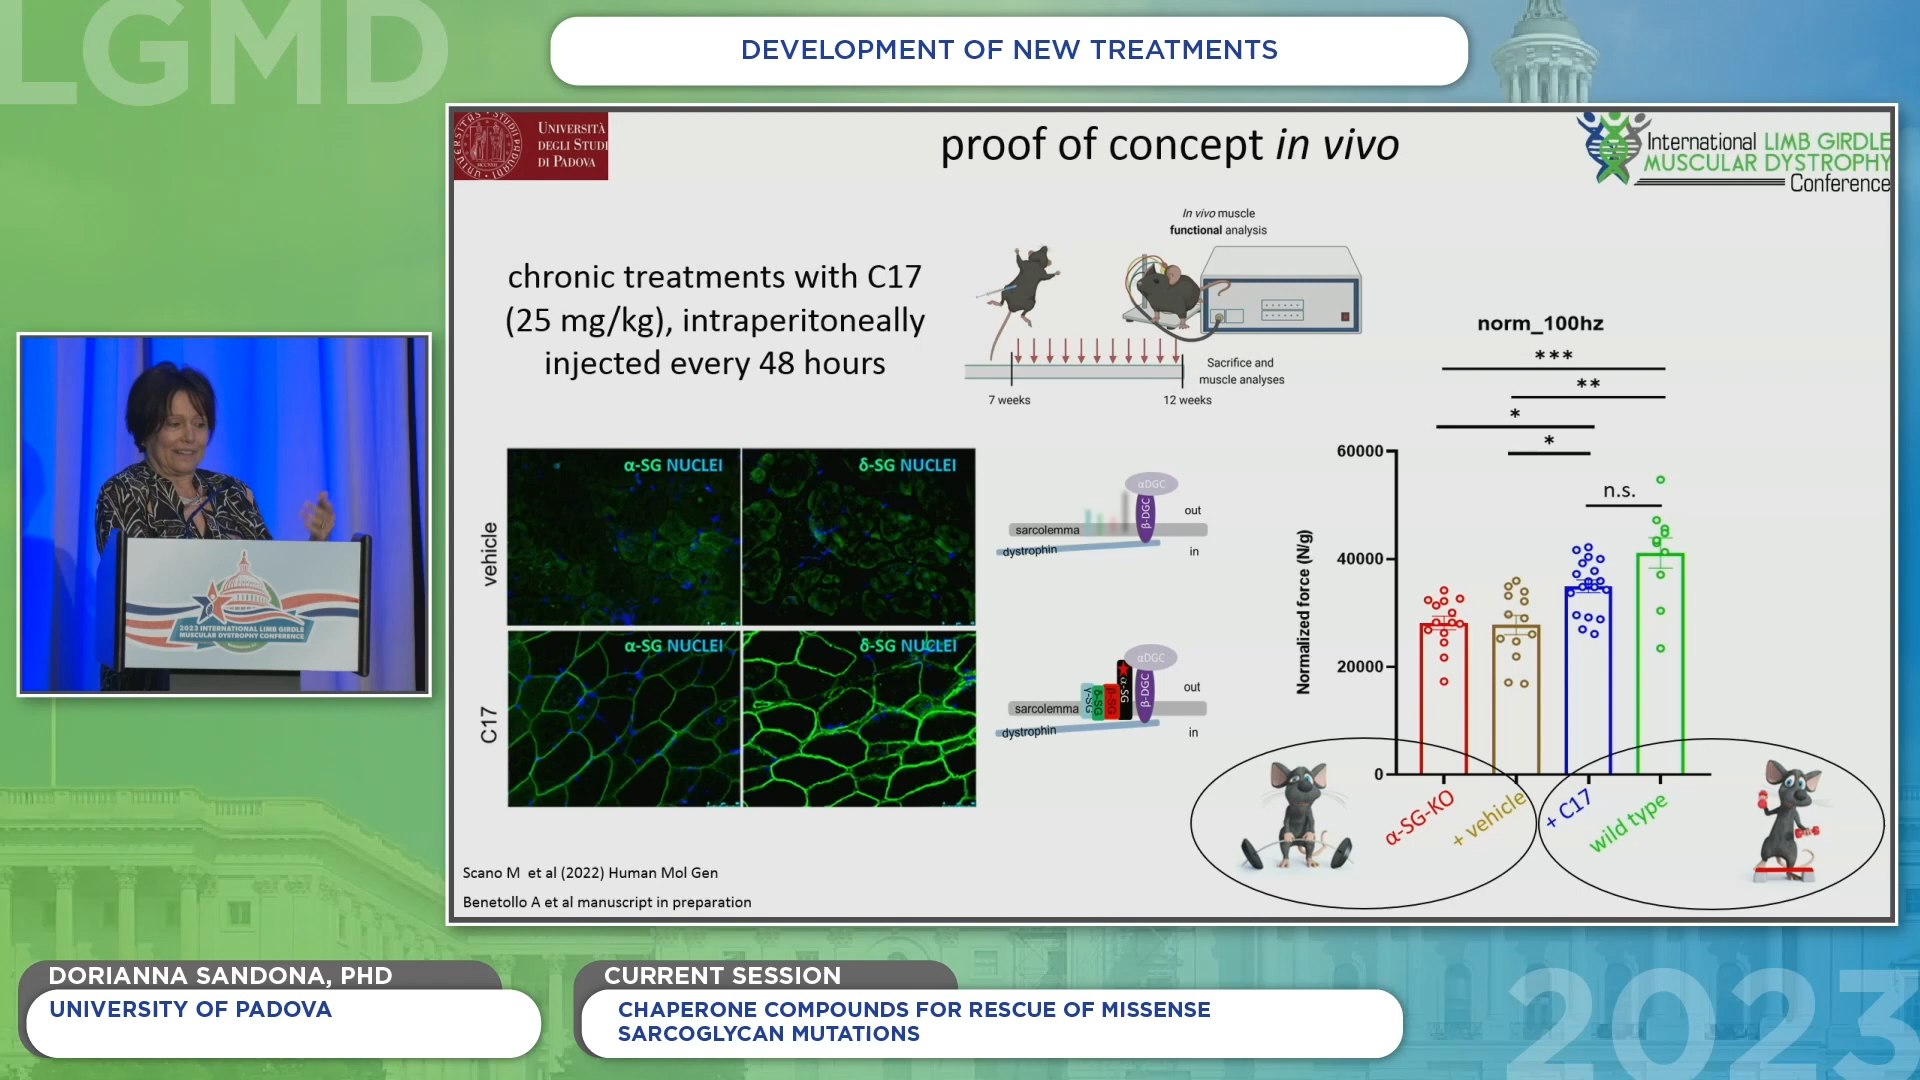 LGMD
DEVELOPMENT OF NEW TREATMENTS
UNIVERSITÀ
DEGLI STUDI
DI PADOVA
proof of concept in vivo
International LIMB GIRDLE
MUSCULAR DYSTROPHY
Conference
chronic treatments with C17
(25 mg/kg), intraperitoneally
injected every 48 hours
In vivo muscle
functional analysis
Sacrifice and
muscle analyses
7 weeks
12 weeks
vehicle
α-SG NUCLEI
δ-SG NUCLEI
C17
α-SG NUCLEI
δ-SG NUCLEI
αDGC
β-DGC
out
sarcolemma
dystrophin
in
αDGC
β-DGC
α-SG
β-SG
δ-SG
γ-SG
out
sarcolemma
dystrophin
in
norm_100hz
***
**
*
*
n.s.
Normalized force (N/g)
60000
40000
20000
0
α-SG-KO
+ vehicle
+ C17
wild type
Scano M et al (2022) Human Mol Gen
Benetollo A et al manuscript in preparation
2023 INTERNATIONAL LIMB GIRDLE
MUSCULAR DYSTROPHY CONFERENCE
DORIANNA SANDONA, PHD
UNIVERSITY OF PADOVA
CURRENT SESSION
CHAPERONE COMPOUNDS FOR RESCUE OF MISSENSE
SARCOGLYCAN MUTATIONS
2023